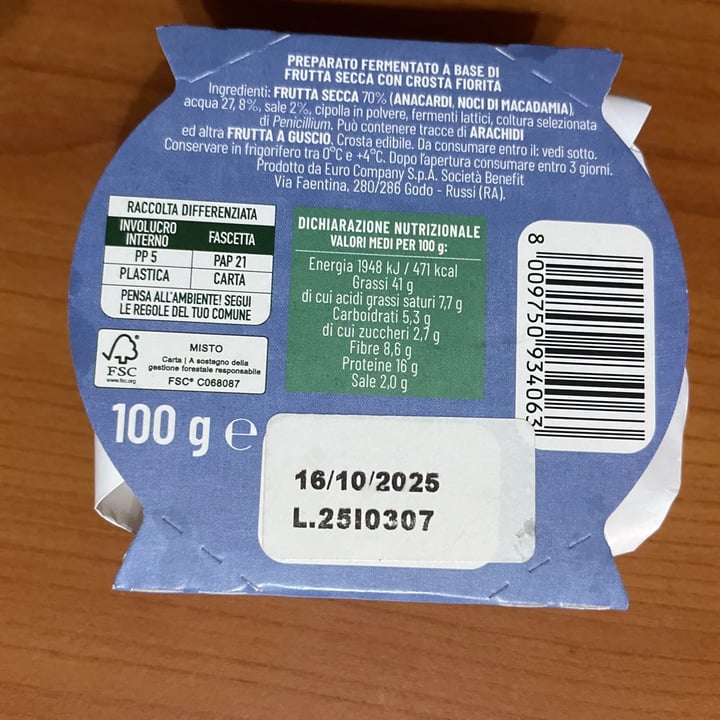 PREPARATO FERMENTATO A BASE DI
FRUTTA SECCA CON CROSTA FIORITA
Ingredienti: FRUTTA SECCA 70% (ANACARDI, NOCI DI MACADAMIA),
acqua 27,8%, sale 2%, cipolla in polvere, fermenti lattici, coltura selezionata
di Penicillium. Può contenere tracce di ARACHIDI
ed altra FRUTTA A GUSCIO. Crosta edibile. Da consumare entro il: vedi sotto.
Conservare in frigorifero tra 0°C e +4°C. Dopo l'apertura consumare entro 3 giorni.
Prodotto da Euro Company S.p.A. Società Benefit
Via Faentina, 280/286 Godo - Russi (RA).
RACCOLTA DIFFERENZIATA
INVOLUCRO
INTERNO
FASCETTA
PP 5
PAP 21
PLASTICA
CARTA
PENSA ALL'AMBIENTE! SEGUI
LE REGOLE DEL TUO COMUNE
FSC
www.fsc.org
MISTO
Carta | A sostegno della
gestione forestale responsabile
FSC® C068087
DICHIARAZIONE NUTRIZIONALE
VALORI MEDI PER 100 g:
Energia 1948 kJ / 471 kcal
Grassi 41 g
di cui acidi grassi saturi 7,7 g
Carboidrati 5,3 g
di cui zuccheri 2,7 g
Fibre 8,6 g
Proteine 16 g
Sale 2,0 g
8 009750 934063
100 g e
16/10/2025
L.25I0307